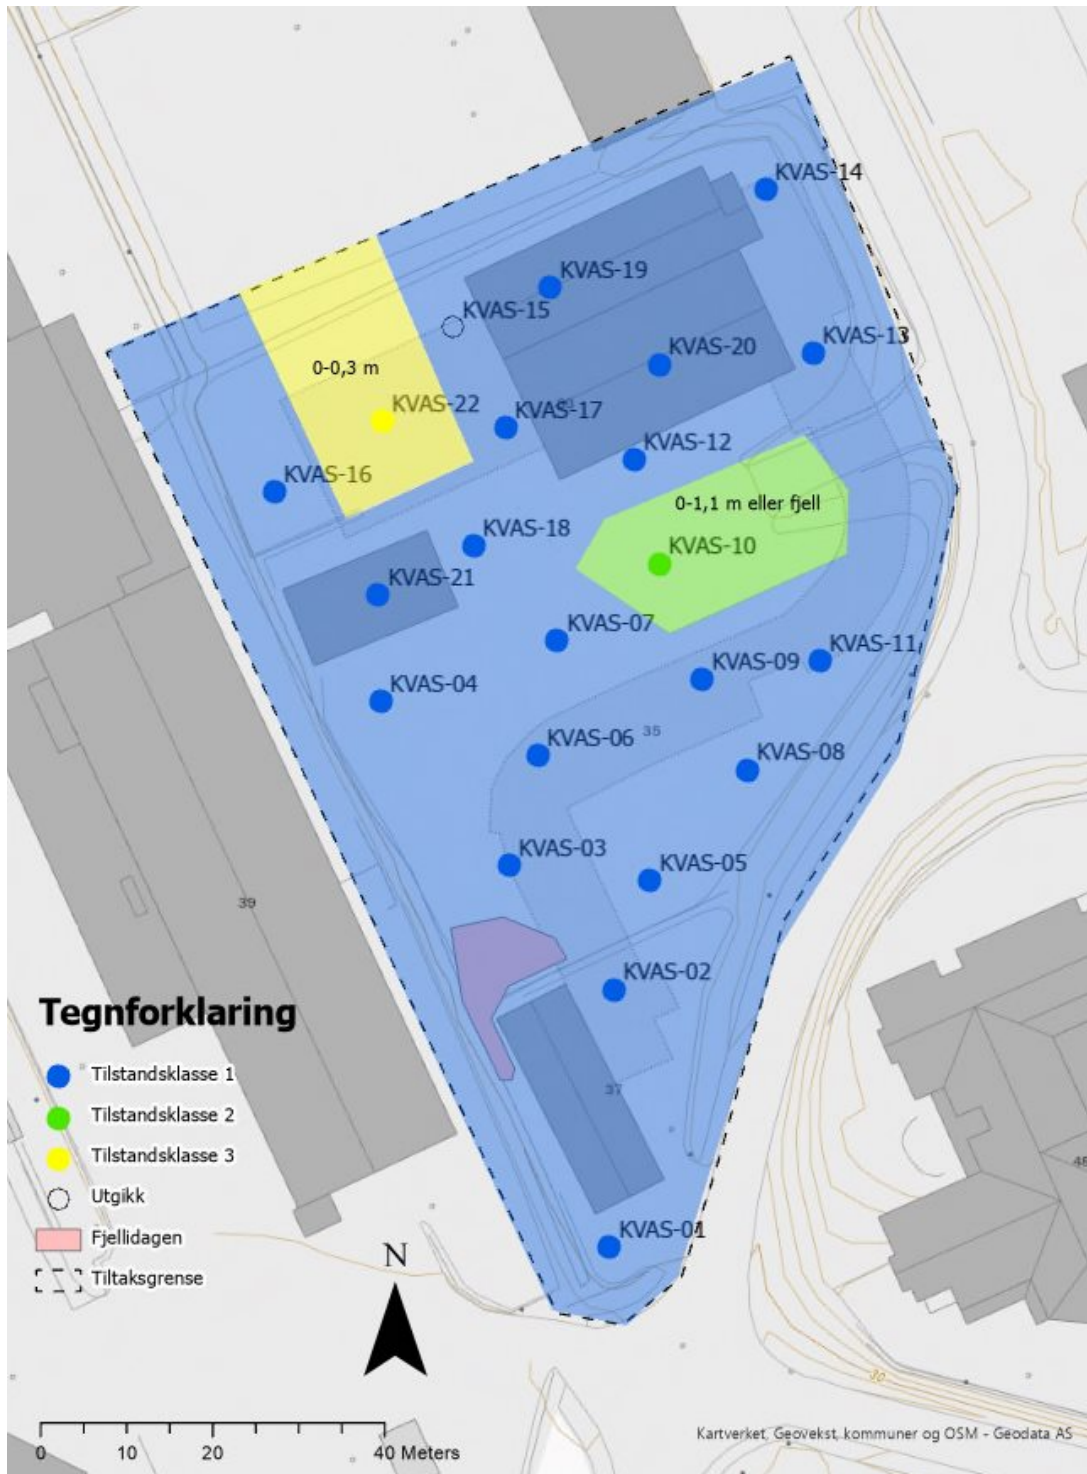 KVAS-14
KVAS-19
KVAS-15
KVAS-13
KVAS-20
0-0,3 m
KVAS-22
KVAS-17
KVAS-12
KVAS-16
0-1,1 m eller fjell
KVAS-18
KVAS-10
KVAS-21
KVAS-07
KVAS-11
KVAS-09
KVAS-04
35
KVAS-06
KVAS-08
KVAS-03
KVAS-05
39
KVAS-02
37
KVAS-01
Tegnforklaring
Tilstandsklasse 1
Tilstandsklasse 2
Tilstandsklasse 3
Utgikk
Fjellidagen
Tiltaksgrense
N
30
0 10 20 40 Meters
Kartverket, Geovekst, kommuner og OSM - Geodata AS